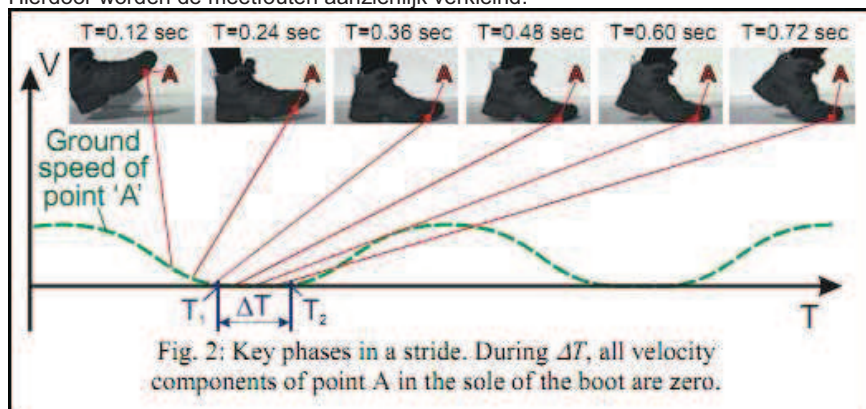 Hierdoor worden de meetfouten aanzienlijk verkleind.
T=0.12 sec T=0.24 sec T=0.36 sec T=0.48 sec T=0.60 sec T=0.72 sec
V A A A A A A
Ground
speed of
point 'A'
T₁ ΔT T₂ T
Fig. 2: Key phases in a stride. During ΔT, all velocity
components of point A in the sole of the boot are zero.